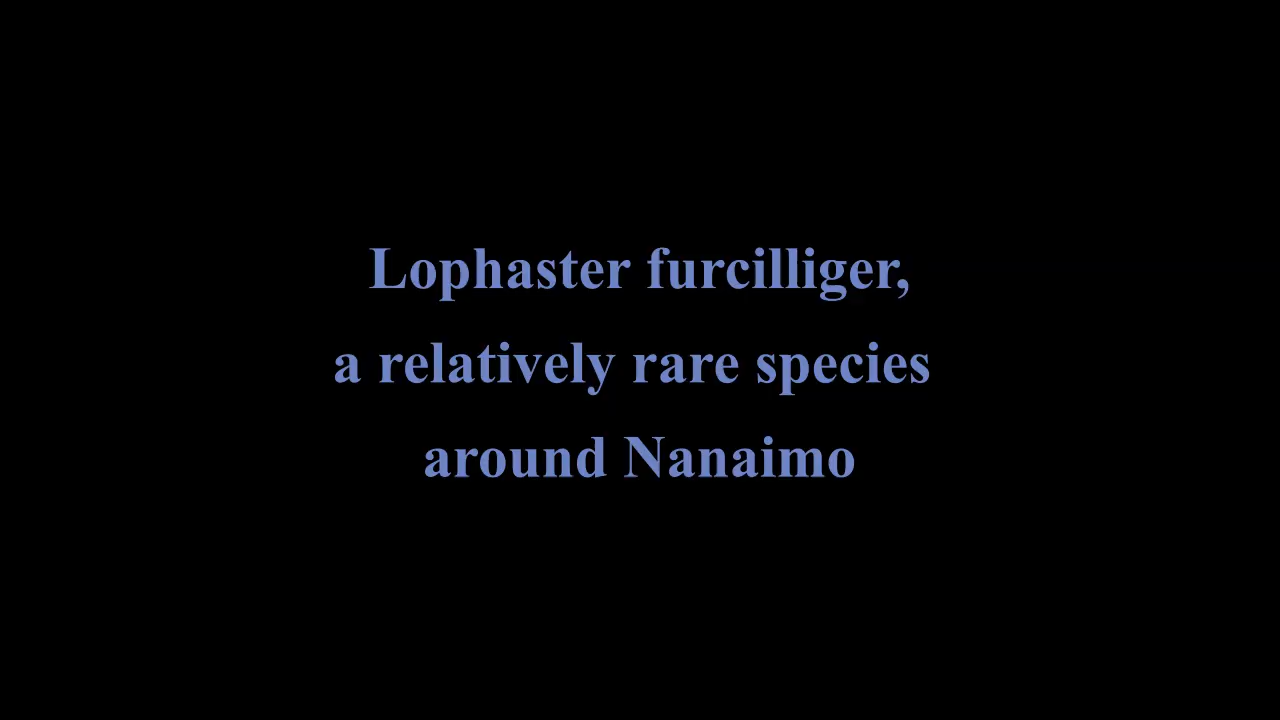 Lophaster furcilliger,
a relatively rare species
around Nanaimo